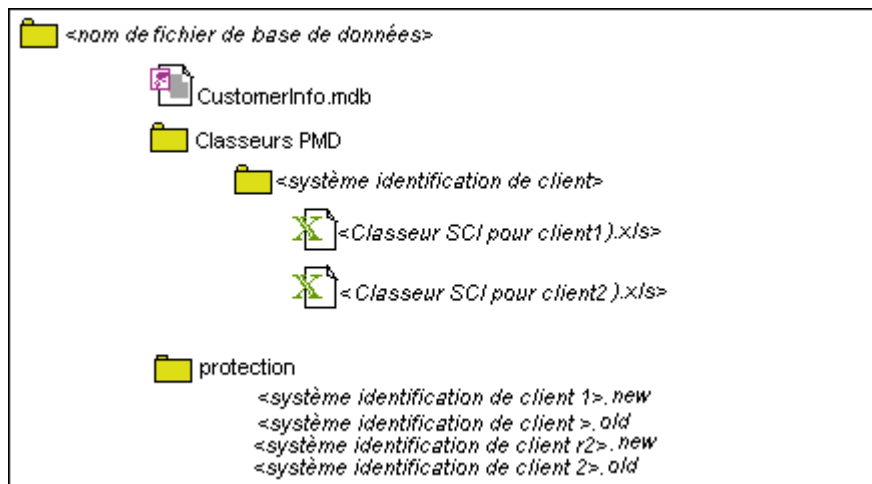 <nom de fichier de base de données>
CustomerInfo.mdb
Classeurs PMD
<système identification de client>
<Classeur SCI pour client1).xls>
<Classeur SCI pour client2).xls>
protection
<système identification de client 1>.new
<système identification de client >.old
<système identification de client r2>.new
<système identification de client 2>.old